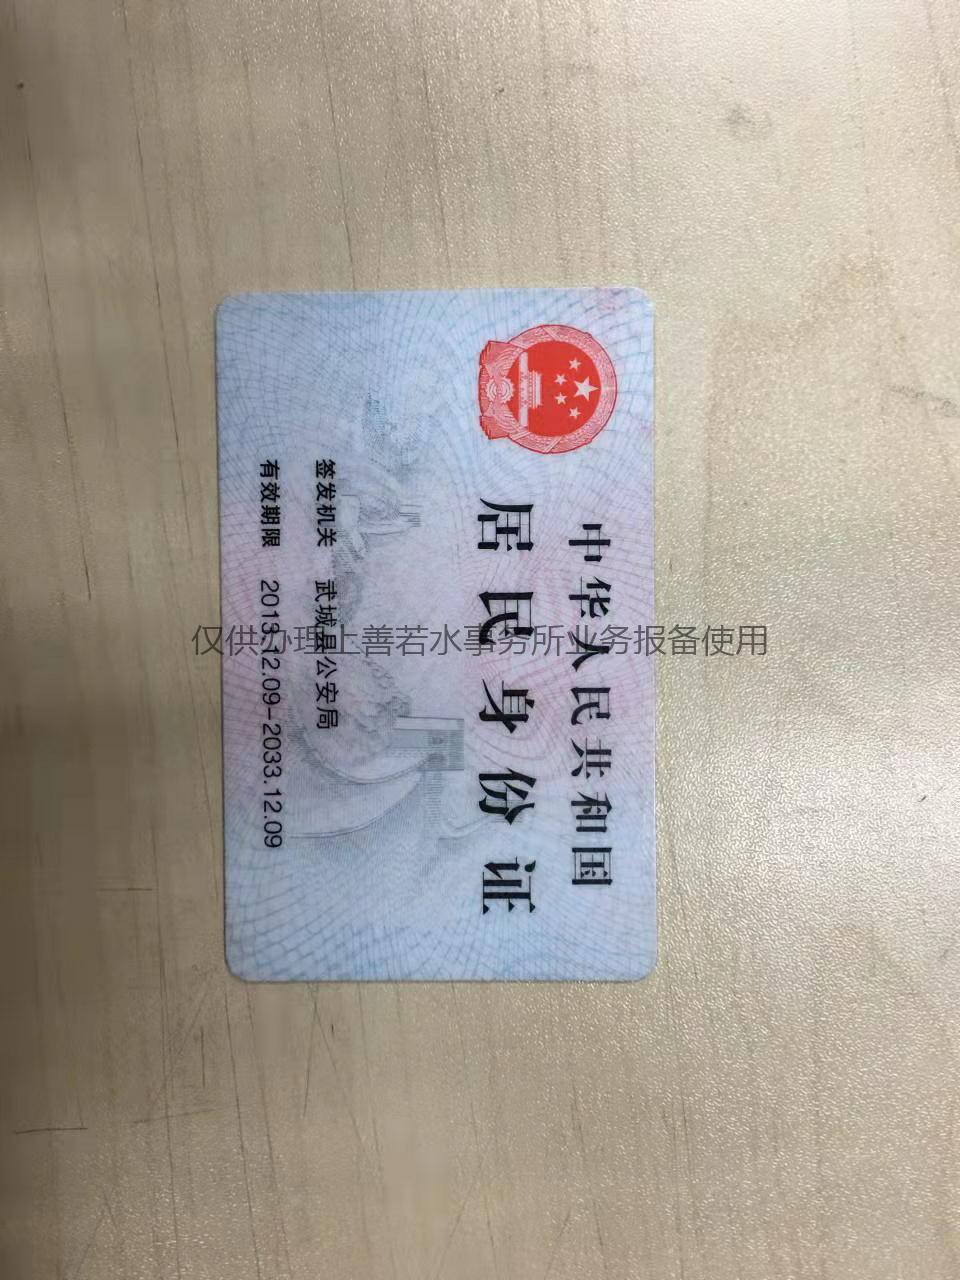 中华人民共和国
居民身份证
签发机关 武城县公安局
有效期限 2013.12.09-2033.12.09
仅供办理上善若水事务所业务报备使用